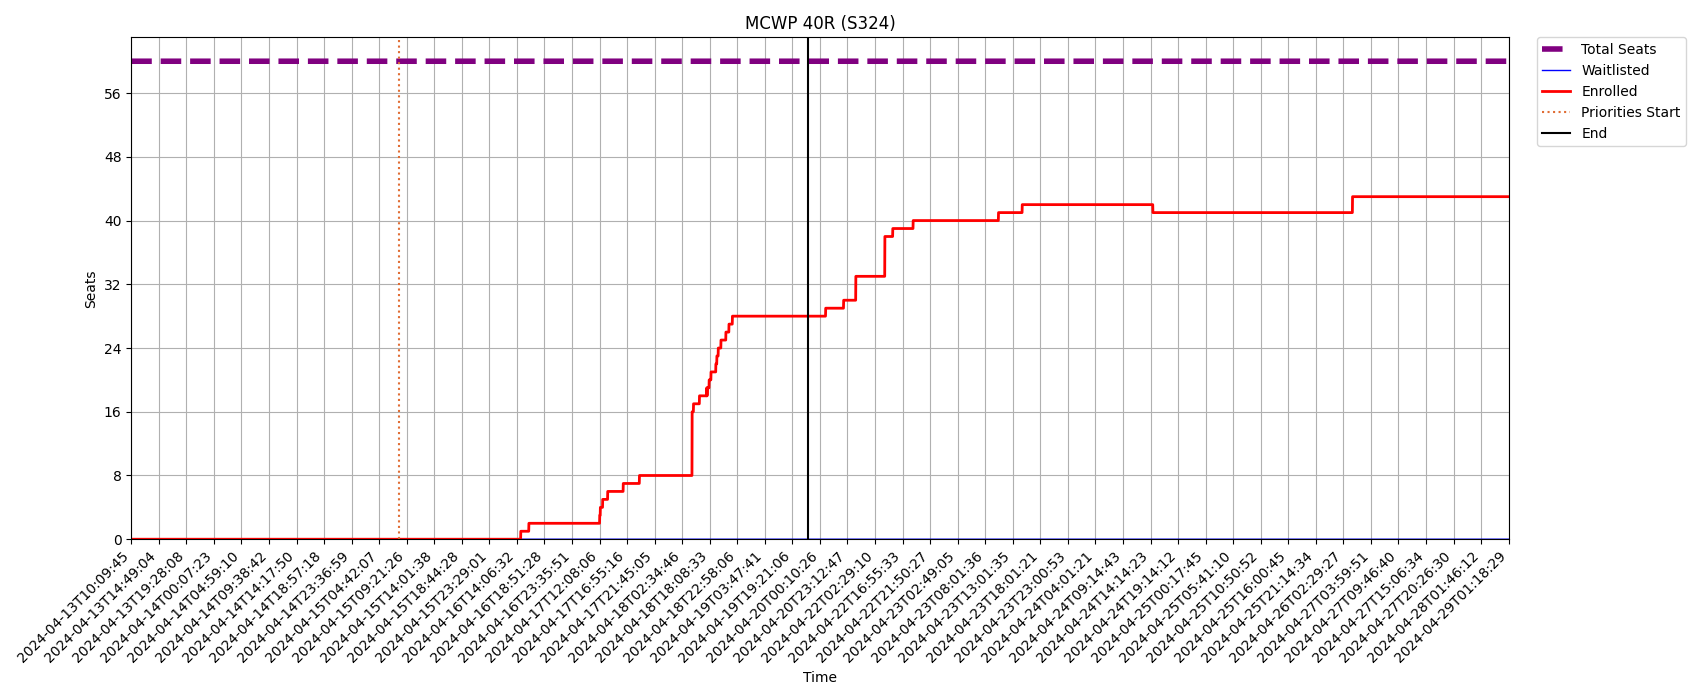 MCWP 40R (S324)
Total Seats
Waitlisted
Enrolled
Priorities Start
End
Seats
56
48
40
32
24
16
8
0
2024-04-13T10:09:45
2024-04-13T14:49:04
2024-04-13T19:28:08
2024-04-14T00:07:23
2024-04-14T04:59:10
2024-04-14T09:38:42
2024-04-14T14:17:50
2024-04-14T18:57:18
2024-04-14T23:36:59
2024-04-15T04:42:07
2024-04-15T09:21:26
2024-04-15T14:01:38
2024-04-15T18:44:28
2024-04-15T23:29:01
2024-04-16T14:06:32
2024-04-16T18:51:28
2024-04-16T23:35:51
2024-04-17T12:08:06
2024-04-17T16:55:16
2024-04-17T21:45:05
2024-04-18T02:34:46
2024-04-18T18:08:33
2024-04-18T22:58:06
2024-04-19T03:47:41
2024-04-19T19:21:06
2024-04-20T00:10:26
2024-04-20T23:12:47
2024-04-22T02:29:10
2024-04-22T16:55:33
2024-04-22T21:50:27
2024-04-23T02:49:05
2024-04-23T08:01:36
2024-04-23T13:01:35
2024-04-23T18:01:21
2024-04-23T23:00:53
2024-04-24T04:01:21
2024-04-24T09:14:43
2024-04-24T14:14:23
2024-04-24T19:14:12
2024-04-25T00:17:45
2024-04-25T05:41:10
2024-04-25T10:50:52
2024-04-25T16:00:45
2024-04-25T21:14:34
2024-04-26T02:29:27
2024-04-27T03:59:51
2024-04-27T09:46:40
2024-04-27T15:06:34
2024-04-27T20:26:30
2024-04-28T01:46:12
2024-04-29T01:18:29
Time